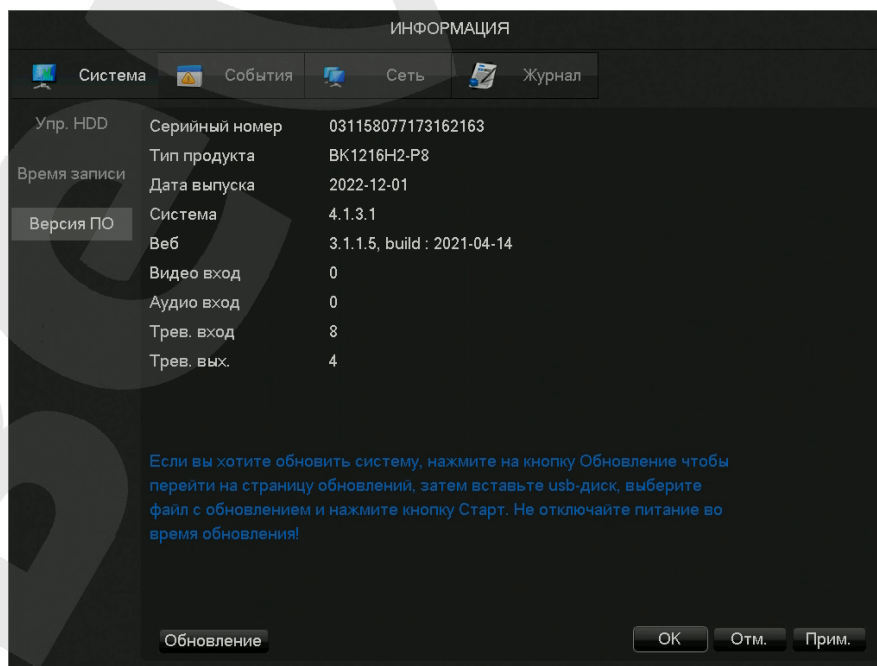 ИНФОРМАЦИЯ
Система События Сеть Журнал
Упр. HDD
Время записи
Версия ПО
Серийный номер 031158077173162163
Тип продукта BK1216H2-P8
Дата выпуска 2022-12-01
Система 4.1.3.1
Веб 3.1.1.5, build : 2021-04-14
Видео вход 0
Аудио вход 0
Трев. вход 8
Трев. вых. 4
Если вы хотите обновить систему, нажмите на кнопку Обновление чтобы
перейти на страницу обновлений, затем вставьте usb-диск, выберите
файл с обновлением и нажмите кнопку Старт. Не отключайте питание во
время обновления!
Обновление OK Отм. Прим.